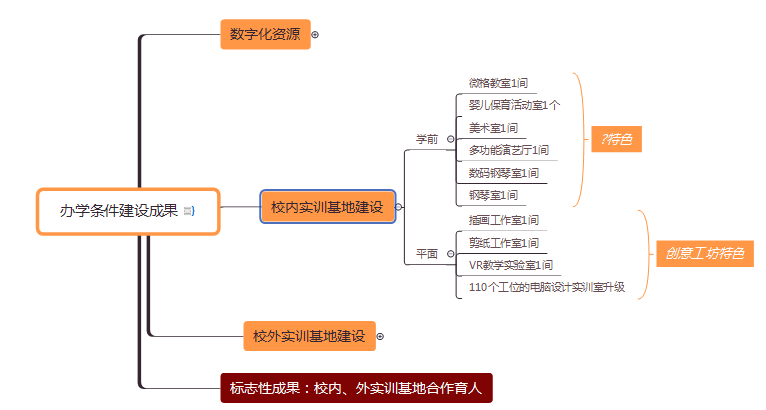 数字化资源
微格教室1间
婴儿保育活动室1个
美术室1间
学前
?特色
多功能演艺厅1间
数码钢琴室1间
钢琴室1间
办学条件建设成果
校内实训基地建设
插画工作室1间
剪纸工作室1间
平面
创意工坊特色
VR教学实验室1间
110个工位的电脑设计实训室升级
校外实训基地建设
标志性成果：校内、外实训基地合作育人